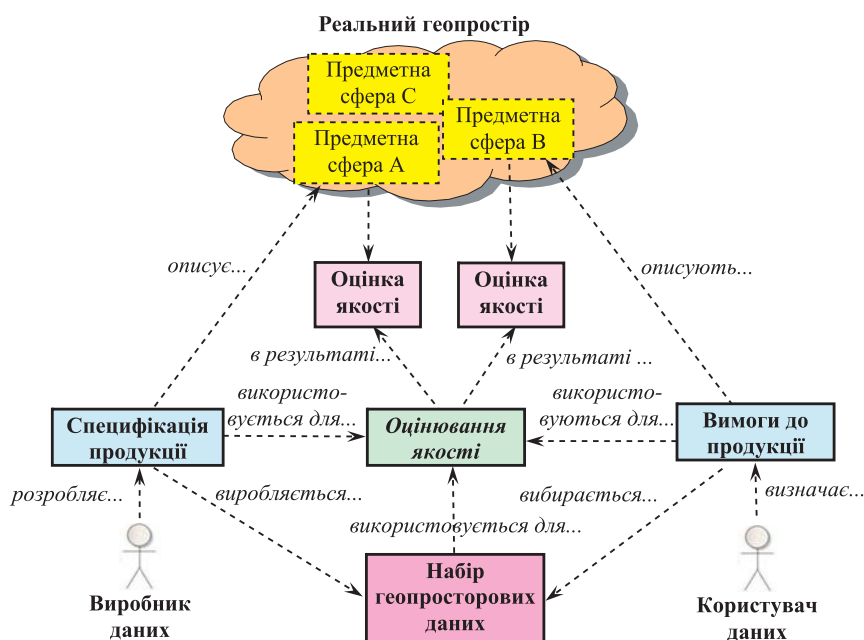 Реальний геопростір
Предметна
сфера С
Предметна
сфера В
Предметна
сфера А
описує...
описують...
Оцінка
якості
Оцінка
якості
в результаті...
в результаті ...
використо-
вується для...
використо-
вуються для...
Специфікація
продукції
Оцінювання
якості
Вимоги до
продукції
розробляє...
виробляється...
вибирається...
визначає...
використовується для...
Виробник
даних
Набір
геопросторових
даних
Користувач
даних